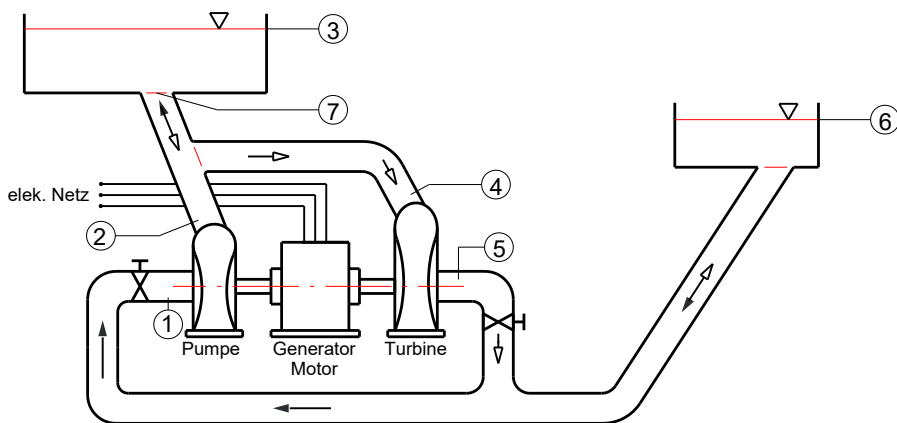 3
7
6
4
elek. Netz
2
5
1
Pumpe
Generator
Motor
Turbine